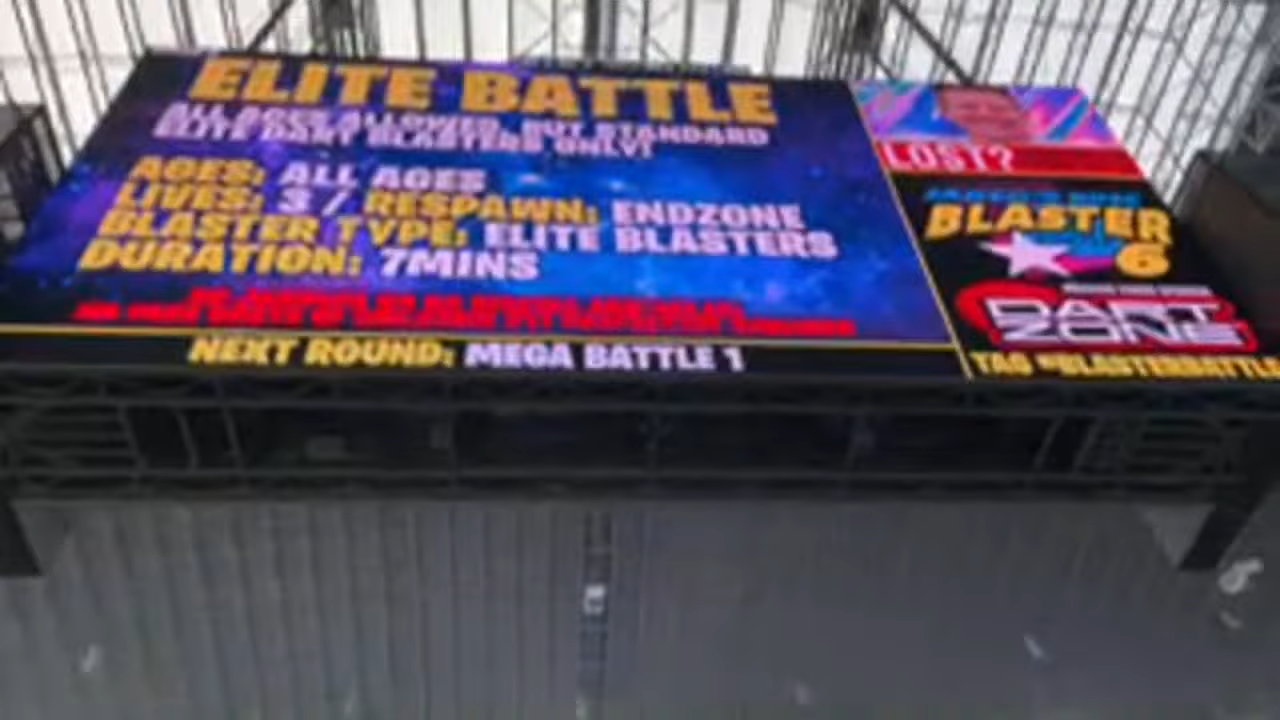 ELITE BATTLE
ALL AGES ALLOWED, BUT STANDARD
ELITE DART BLASTERS ONLY!
AGES: ALL AGES
LIVES: 3 / RESPAWN: ENDZONE
BLASTER TYPE: ELITE BLASTERS
DURATION: 7MINS
NEXT ROUND: MEGA BATTLE 1
LOST?
BLASTER
6
DART
ZONE
TAG #BLASTERBATTLE